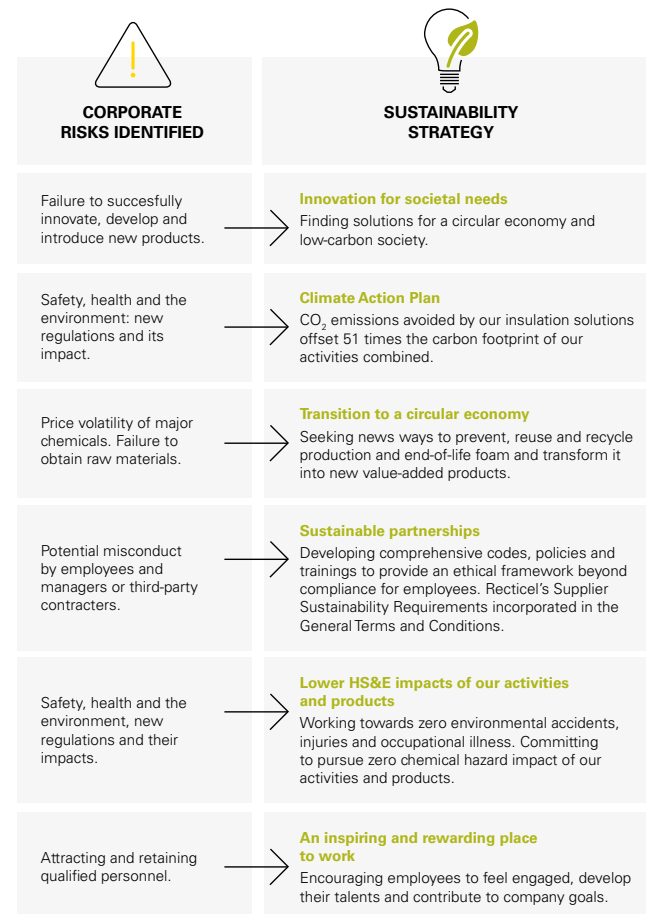 CORPORATE
RISKS IDENTIFIED
SUSTAINABILITY
STRATEGY
Failure to succesfully
innovate, develop and
introduce new products.
Innovation for societal needs
Finding solutions for a circular economy and
low-carbon society.
Safety, health and the
environment: new
regulations and its
impact.
Climate Action Plan
CO₂ emissions avoided by our insulation solutions
offset 51 times the carbon footprint of our
activities combined.
Price volatility of major
chemicals. Failure to
obtain raw materials.
Transition to a circular economy
Seeking news ways to prevent, reuse and recycle
production and end-of-life foam and transform it
into new value-added products.
Potential misconduct
by employees and
managers or third-party
contracters.
Sustainable partnerships
Developing comprehensive codes, policies and
trainings to provide an ethical framework beyond
compliance for employees. Recticel's Supplier
Sustainability Requirements incorporated in the
General Terms and Conditions.
Safety, health and the
environment, new
regulations and their
impacts.
Lower HS&E impacts of our activities
and products
Working towards zero environmental accidents,
injuries and occupational illness. Committing
to pursue zero chemical hazard impact of our
activities and products.
Attracting and retaining
qualified personnel.
An inspiring and rewarding place
to work
Encouraging employees to feel engaged, develop
their talents and contribute to company goals.